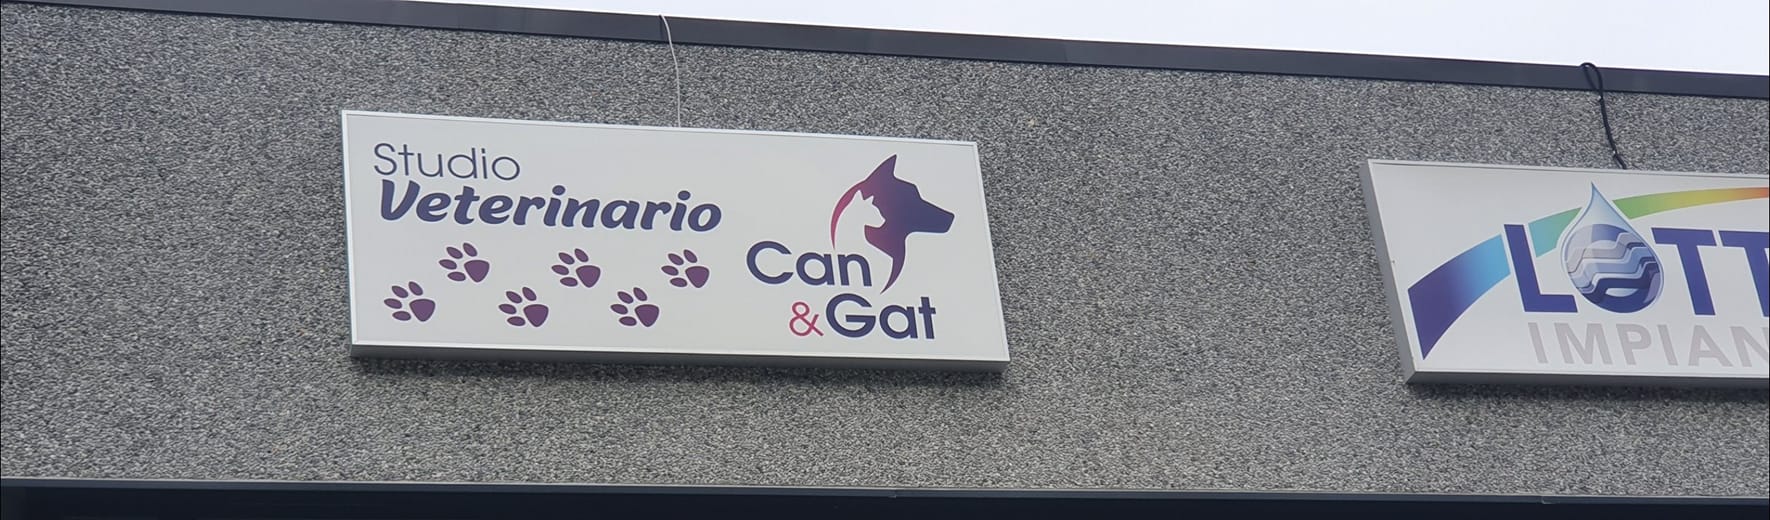 Studio
Veterinario
Can
& Gat